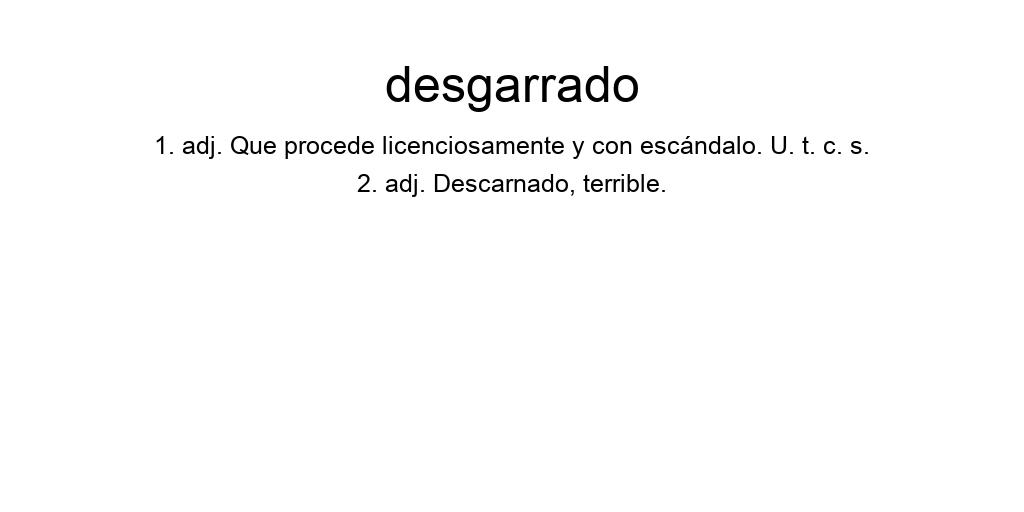 desgarrado
1. adj. Que procede licenciosamente y con escándalo. U. t. c. s.
2. adj. Descarnado, terrible.